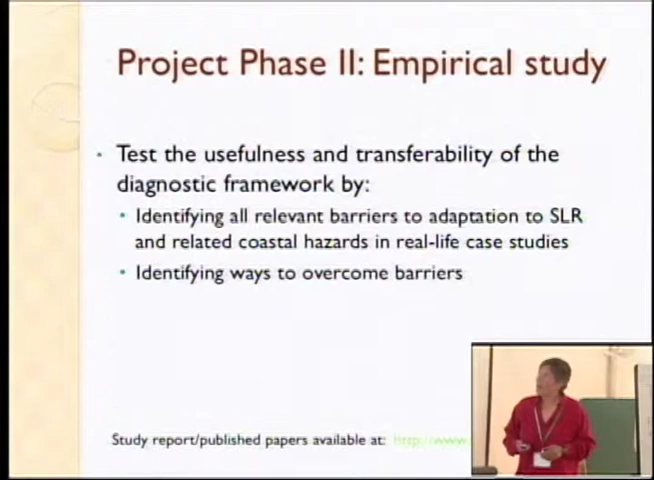 Project Phase II: Empirical study
• Test the usefulness and transferability of the
diagnostic framework by:
• Identifying all relevant barriers to adaptation to SLR
and related coastal hazards in real-life case studies
• Identifying ways to overcome barriers
Study report/published papers available at: http://www.